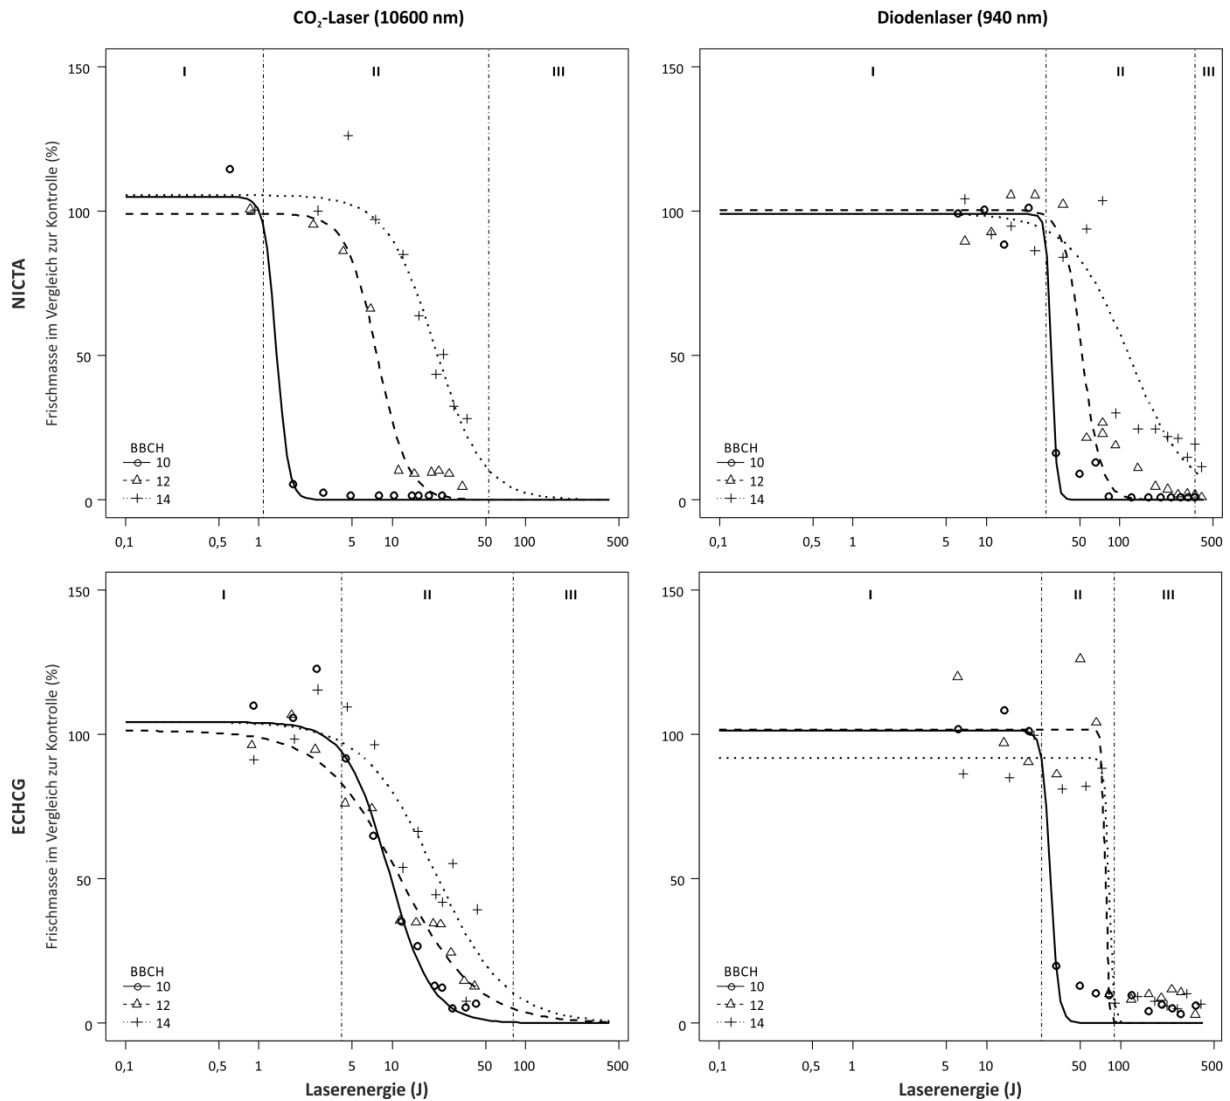 CO₂-Laser (10600 nm)
Diodenlaser (940 nm)
NICTA
Frischmasse im Vergleich zur Kontrolle (%)
150
100
50
0
I II III
BBCH
10
12
14
0,1 0,5 1 5 10 50 100 500
150
100
50
0
I II III
BBCH
10
12
14
0,1 1 5 10 50 100 500
ECHCG
Frischmasse im Vergleich zur Kontrolle (%)
150
100
50
0
I II III
BBCH
10
12
14
0,1 0,5 1 5 10 50 100 500
Laserenergie (J)
150
100
50
0
I II III
BBCH
10
12
14
0,1 1 5 10 50 100 500
Laserenergie (J)